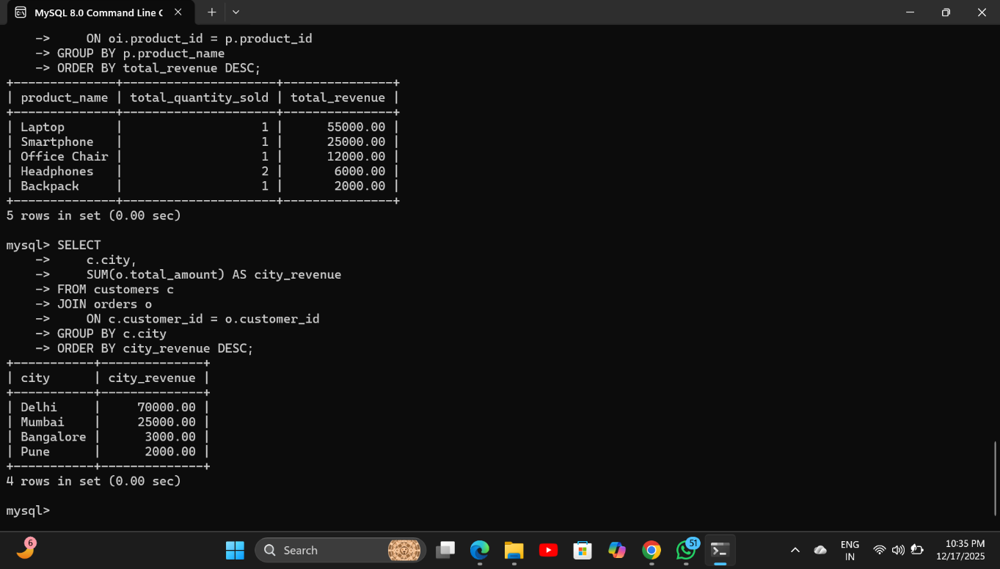 MySQL 8.0 Command Line C
-> ON oi.product_id = p.product_id
-> GROUP BY p.product_name
-> ORDER BY total_revenue DESC;
+--------------+---------------------+---------------+
| product_name | total_quantity_sold | total_revenue |
+--------------+---------------------+---------------+
| Laptop       |                   1 |      55000.00 |
| Smartphone   |                   1 |      25000.00 |
| Office Chair |                   1 |      12000.00 |
| Headphones   |                   2 |       6000.00 |
| Backpack     |                   1 |       2000.00 |
+--------------+---------------------+---------------+
5 rows in set (0.00 sec)
mysql> SELECT
->     c.city,
->     SUM(o.total_amount) AS city_revenue
-> FROM customers c
-> JOIN orders o
->     ON c.customer_id = o.customer_id
-> GROUP BY c.city
-> ORDER BY city_revenue DESC;
+-----------+--------------+
| city      | city_revenue |
+-----------+--------------+
| Delhi     |     70000.00 |
| Mumbai    |     25000.00 |
| Bangalore |      3000.00 |
| Pune      |      2000.00 |
+-----------+--------------+
4 rows in set (0.00 sec)
mysql>
6
Search
51
ENG
IN
10:35 PM
12/17/2025